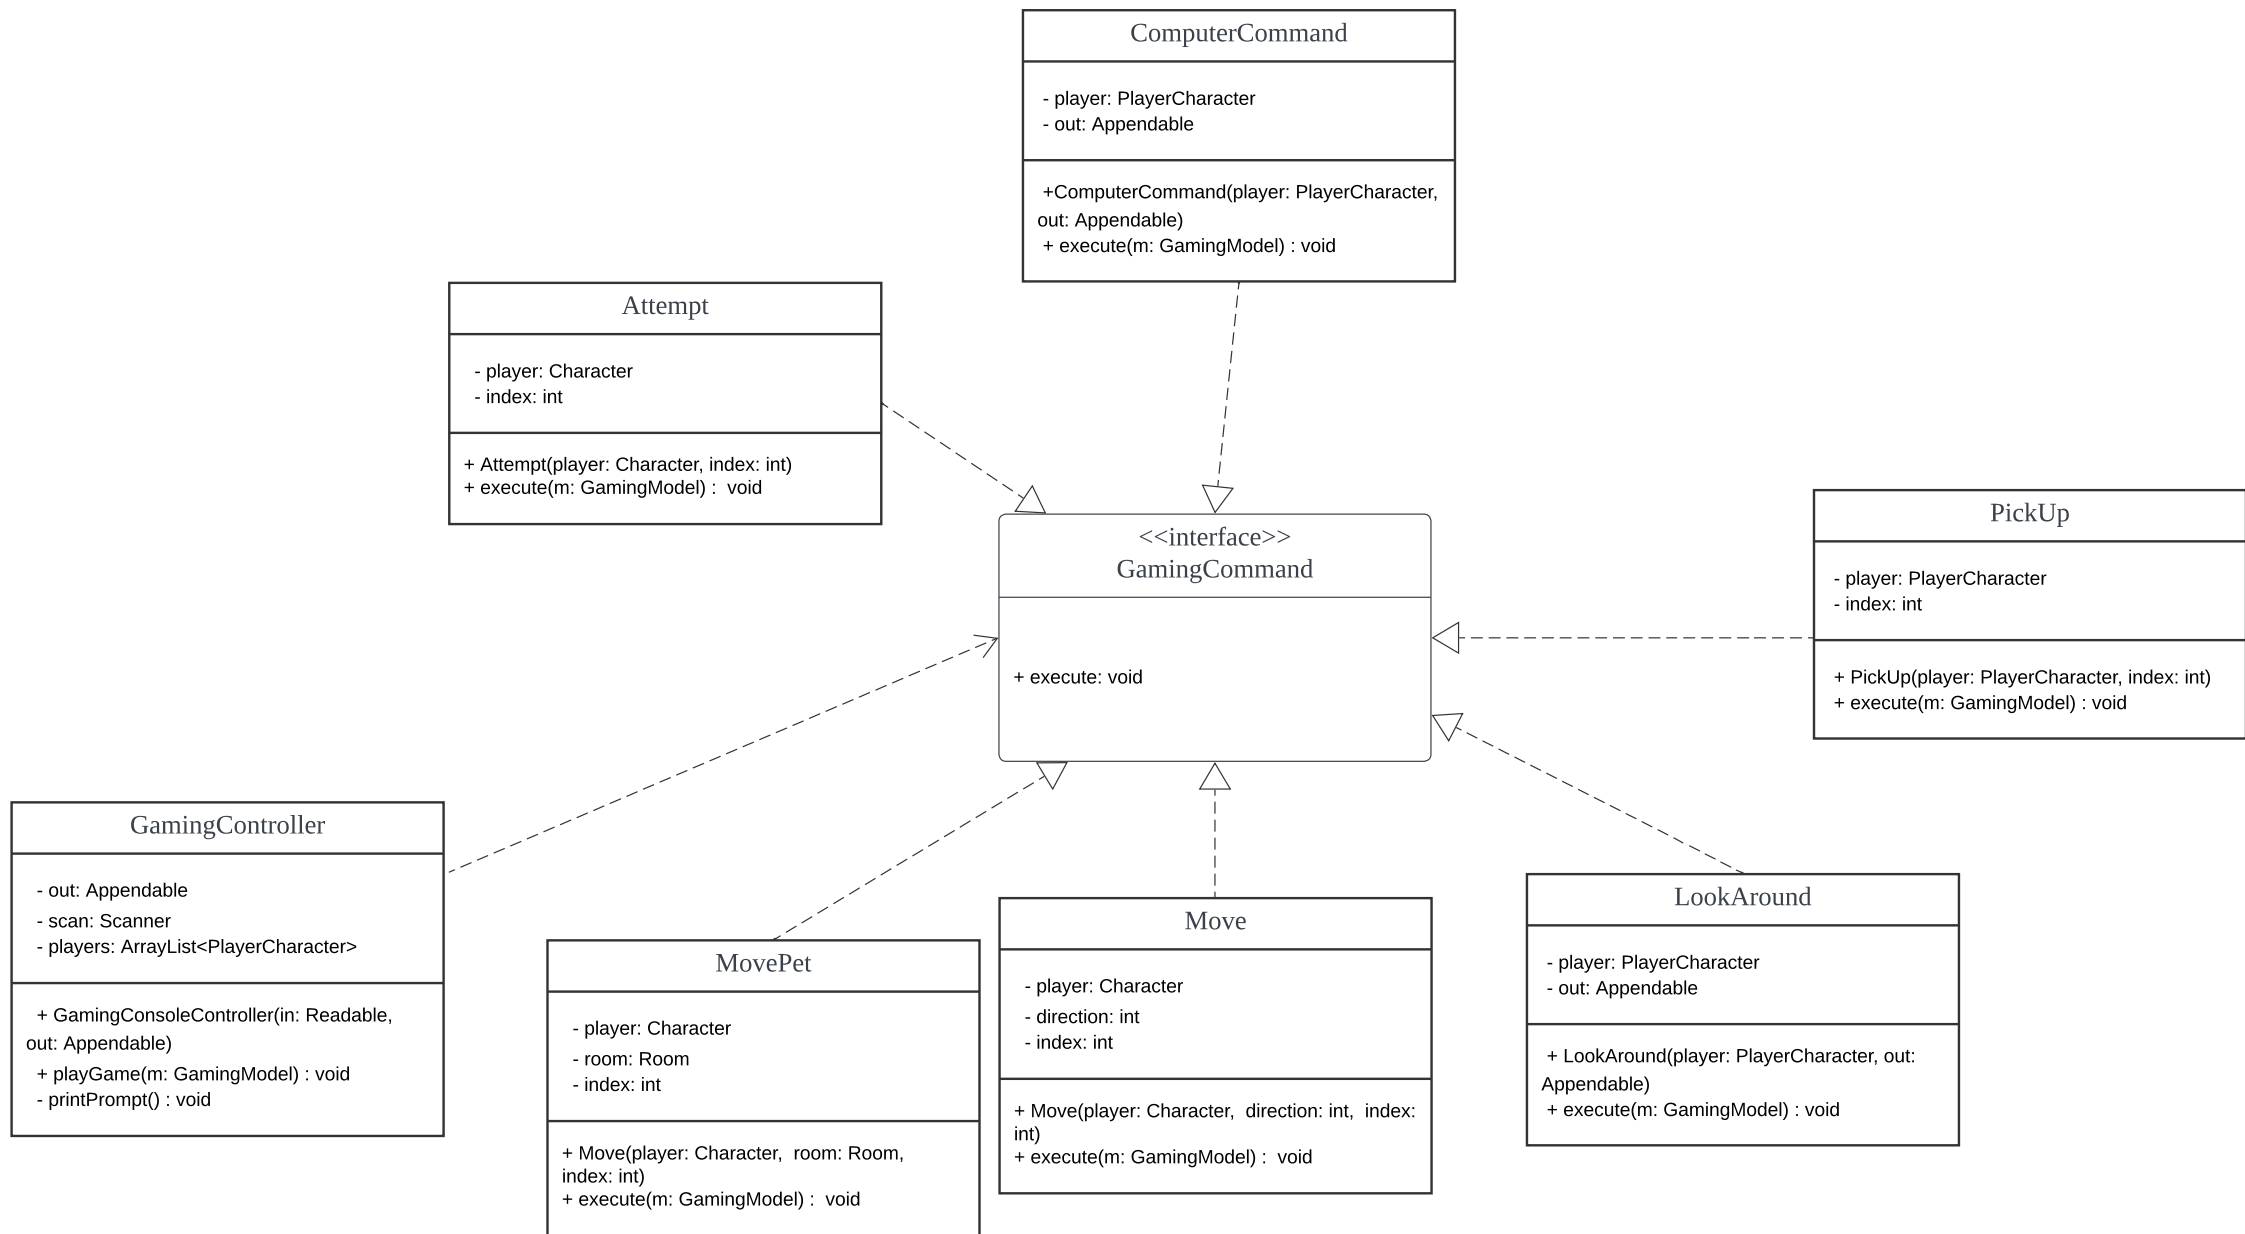 ComputerCommand
- player: PlayerCharacter
- out: Appendable
+ComputerCommand(player: PlayerCharacter,
out: Appendable)
+ execute(m: GamingModel) : void
Attempt
- player: Character
- index: int
+ Attempt(player: Character, index: int)
+ execute(m: GamingModel) :  void
<<interface>>
GamingCommand
+ execute: void
PickUp
- player: PlayerCharacter
- index: int
+ PickUp(player: PlayerCharacter, index: int)
+ execute(m: GamingModel) : void
GamingController
- out: Appendable
- scan: Scanner
- players: ArrayList<PlayerCharacter>
+ GamingConsoleController(in: Readable,
out: Appendable)
+ playGame(m: GamingModel) : void
- printPrompt() : void
MovePet
- player: Character
- room: Room
- index: int
+ Move(player: Character,  room: Room,
index: int)
+ execute(m: GamingModel) :  void
Move
- player: Character
- direction: int
- index: int
+ Move(player: Character,  direction: int,  index:
int)
+ execute(m: GamingModel) :  void
LookAround
- player: PlayerCharacter
- out: Appendable
+ LookAround(player: PlayerCharacter, out:
Appendable)
+ execute(m: GamingModel) : void